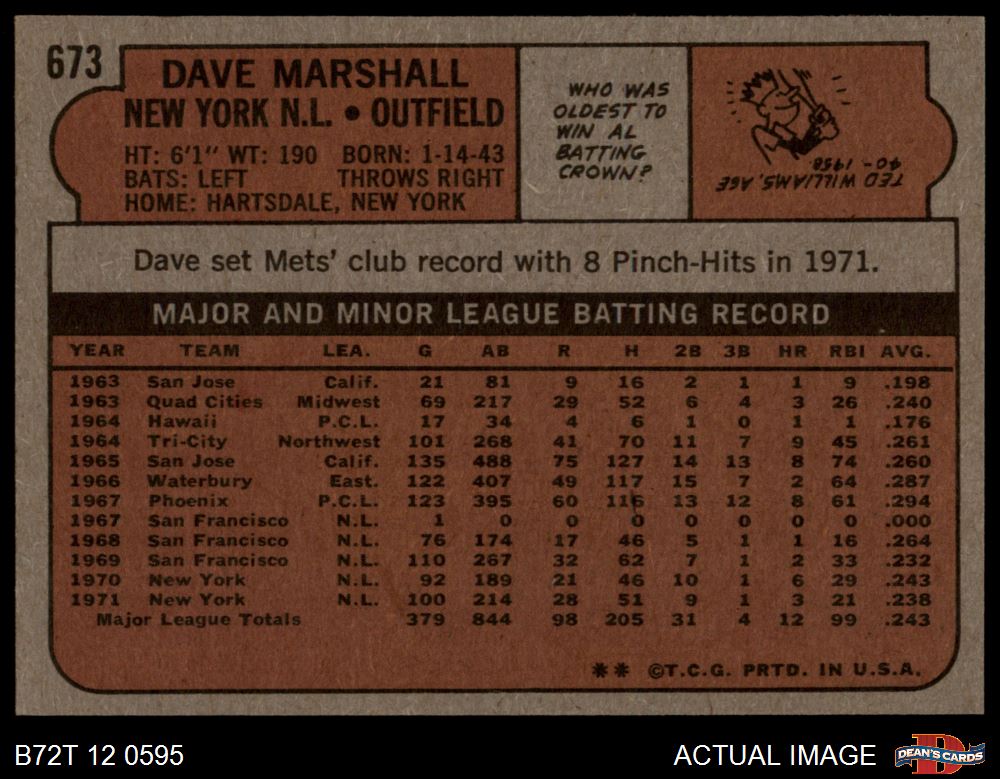 673
DAVE MARSHALL
NEW YORK N.L. • OUTFIELD
HT: 6'1" WT: 190 BORN: 1-14-43
BATS: LEFT THROWS RIGHT
HOME: HARTSDALE, NEW YORK
WHO WAS
OLDEST TO
WIN AL
BATTING
CROWN?
TED WILLIAMS, AGE
40 - 1958
Dave set Mets' club record with 8 Pinch-Hits in 1971.
MAJOR AND MINOR LEAGUE BATTING RECORD
YEAR TEAM LEA. G AB R H 2B 3B HR RBI AVG.
1963 San Jose Calif. 21 81 9 16 2 1 1 9 .198
1963 Quad Cities Midwest 69 217 29 52 6 4 3 26 .240
1964 Hawaii P.C.L. 17 34 4 6 1 0 1 1 .176
1964 Tri-City Northwest 101 268 41 70 11 7 9 45 .261
1965 San Jose Calif. 135 488 75 127 14 13 8 74 .260
1966 Waterbury East. 122 407 49 117 15 7 2 64 .287
1967 Phoenix P.C.L. 123 395 60 116 13 12 8 61 .294
1967 San Francisco N.L. 1 0 0 0 0 0 0 0 .000
1968 San Francisco N.L. 76 174 17 46 5 1 1 16 .264
1969 San Francisco N.L. 110 267 32 62 7 1 2 33 .232
1970 New York N.L. 92 189 21 46 10 1 6 29 .243
1971 New York N.L. 100 214 28 51 9 1 3 21 .238
Major League Totals 379 844 98 205 31 4 12 99 .243
** ©T.C.G. PRTD. IN U.S.A.
B72T 12 0595 ACTUAL IMAGE
D
DEAN'S CARDS